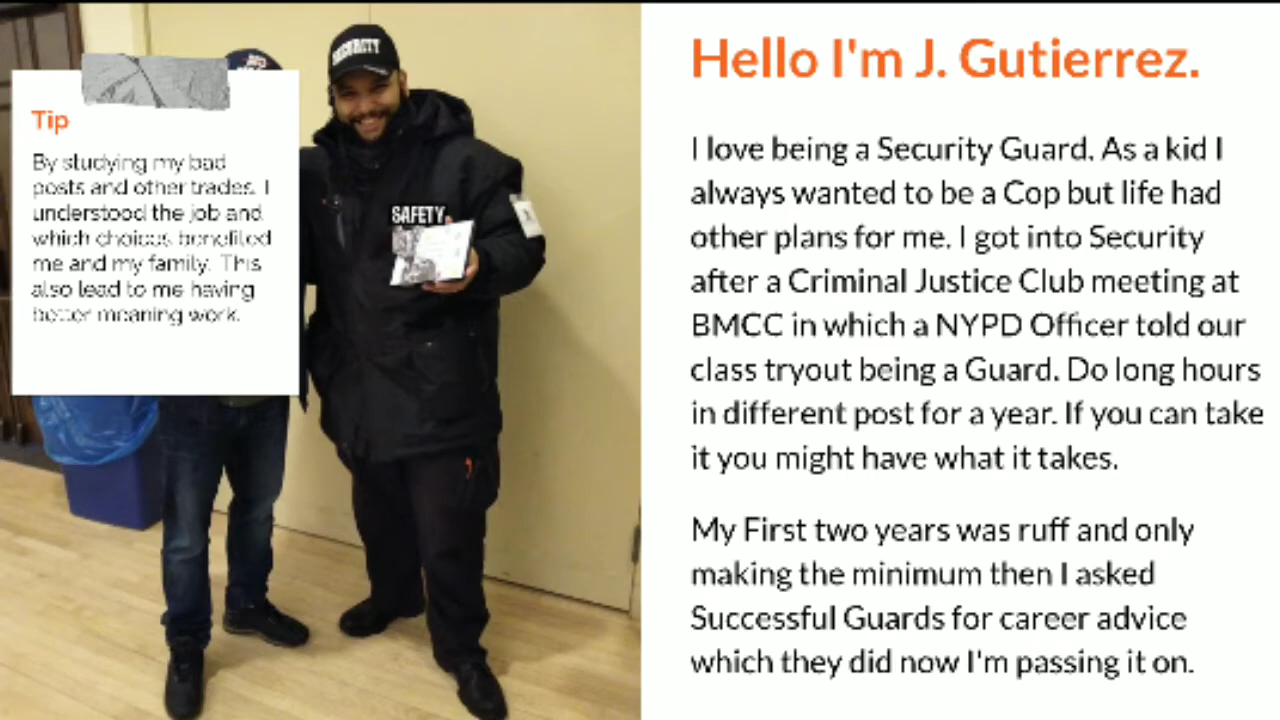 SECURITY
SAFETY
Tip
By studying my bad
posts and other trades. I
understood the job and
which choices benefited
me and my family. This
also lead to me having
better meaning work.
Hello I'm J. Gutierrez.
I love being a Security Guard. As a kid I
always wanted to be a Cop but life had
other plans for me. I got into Security
after a Criminal Justice Club meeting at
BMCC in which a NYPD Officer told our
class tryout being a Guard. Do long hours
in different post for a year. If you can take
it you might have what it takes.
My First two years was ruff and only
making the minimum then I asked
Successful Guards for career advice
which they did now I'm passing it on.